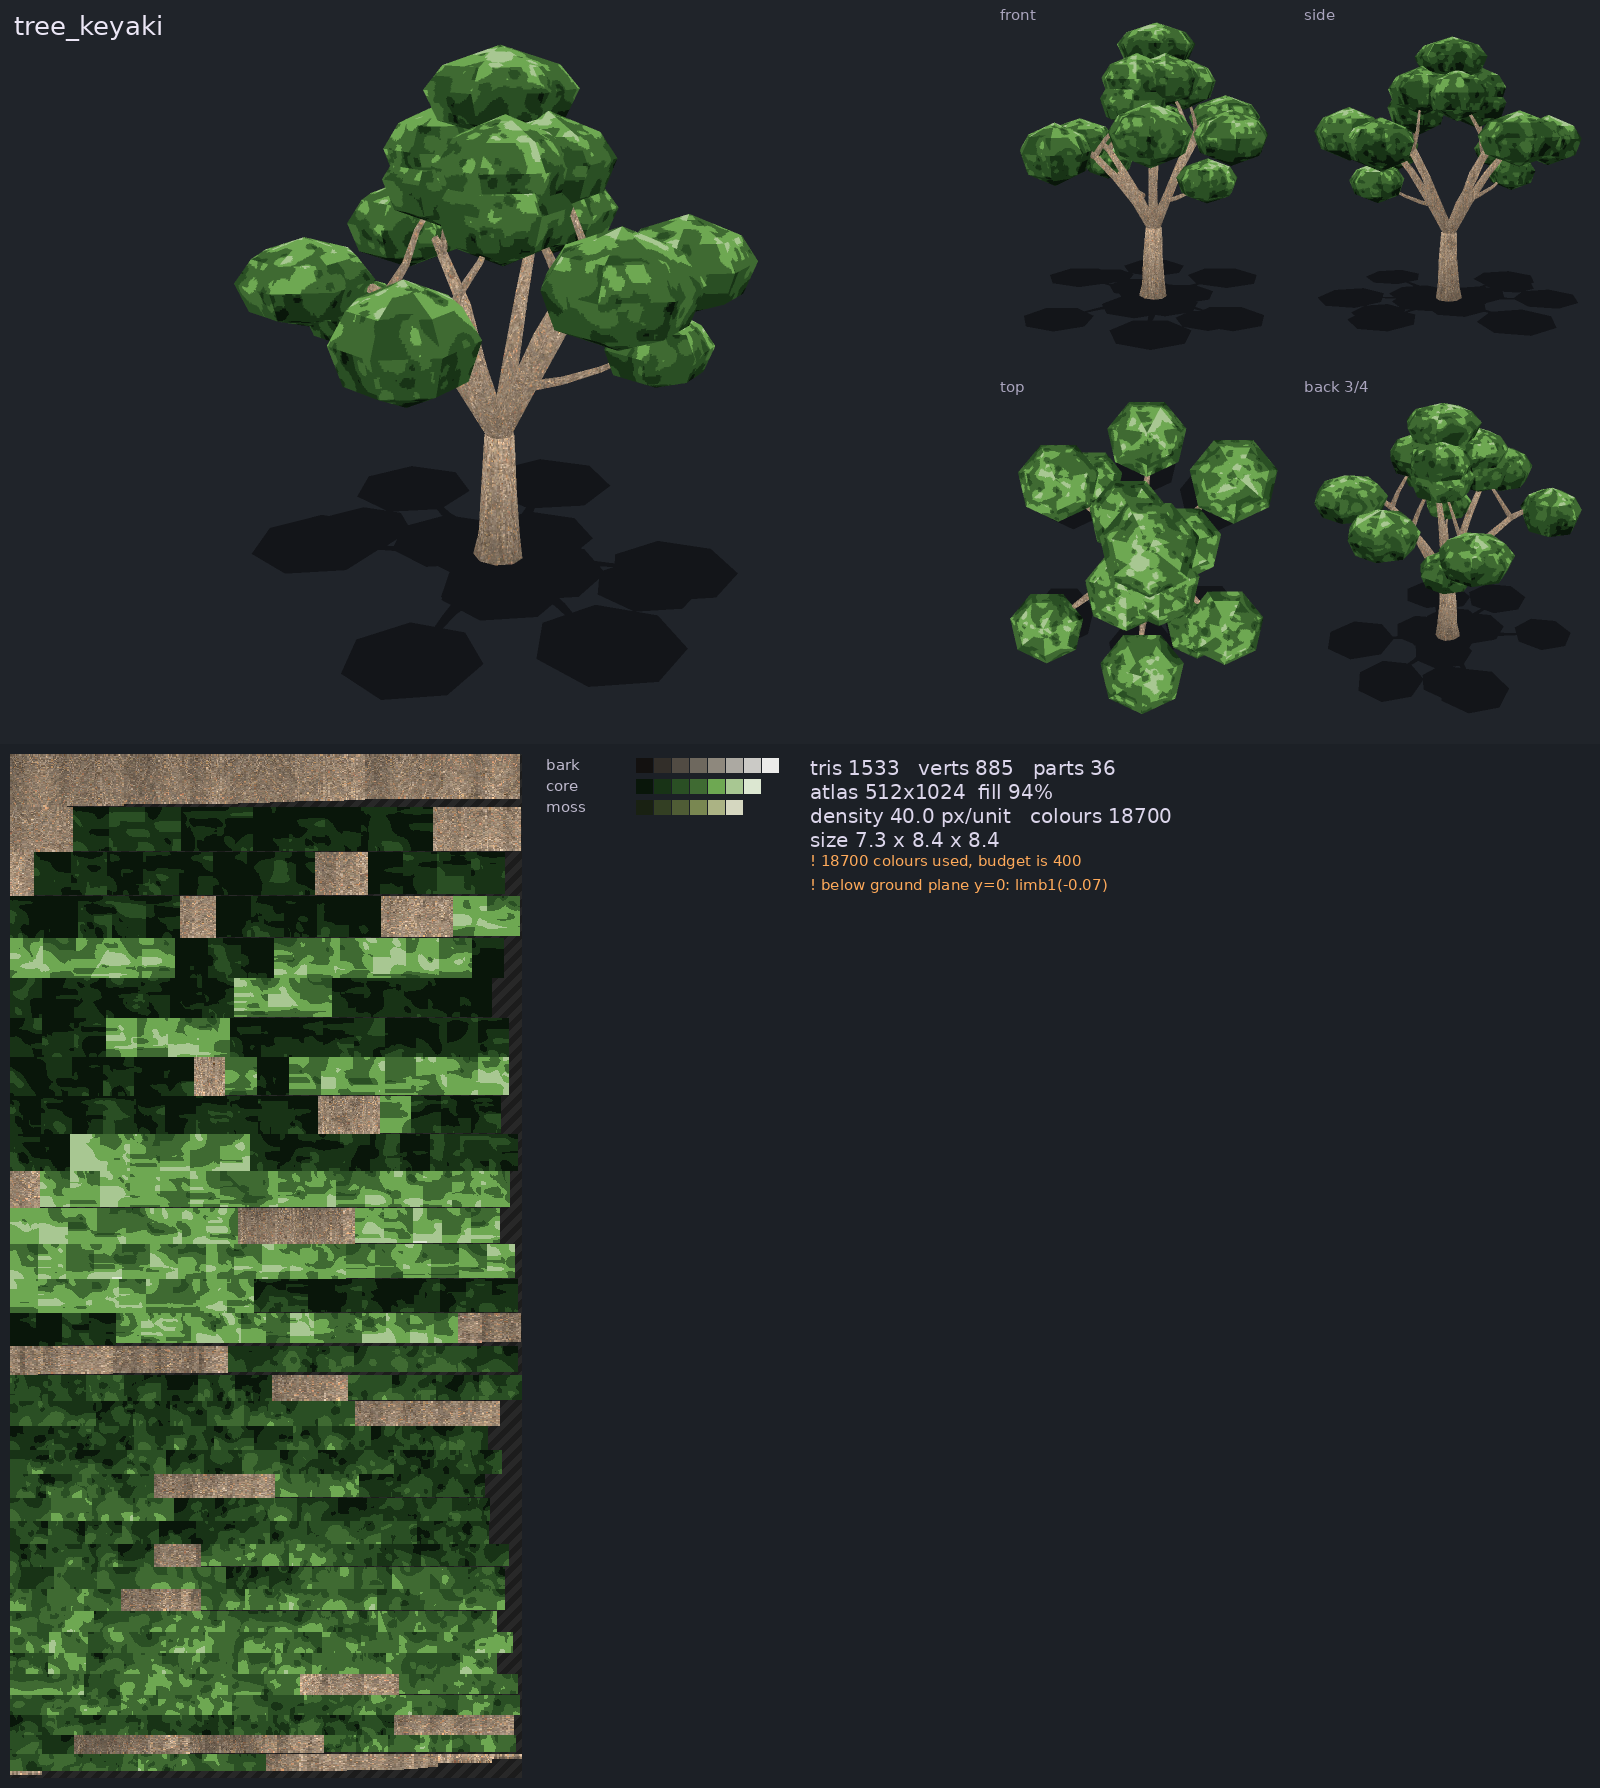 tree_keyaki
front
side
top
back 3/4
bark
core
moss
tris 1533   verts 885   parts 36
atlas 512x1024  fill 94%
density 40.0 px/unit   colours 18700
size 7.3 x 8.4 x 8.4
! 18700 colours used, budget is 400
! below ground plane y=0: limb1(-0.07)